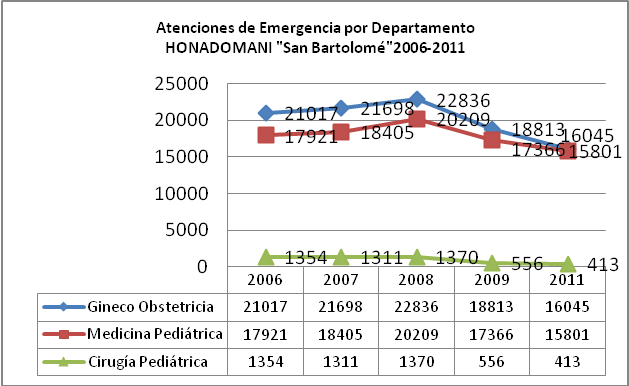 Atenciones de Emergencia por Departamento
HONADOMANI "San Bartolomé"2006-2011
25000
20000
15000
10000
5000
0
21017 21698 22836 18813 16045
17921 18405 20209 17366 15801
1354 1311 1370 556 413
2006 2007 2008 2009 2011
Gineco Obstetricia 21017 21698 22836 18813 16045
Medicina Pediátrica 17921 18405 20209 17366 15801
Cirugía Pediátrica 1354 1311 1370 556 413